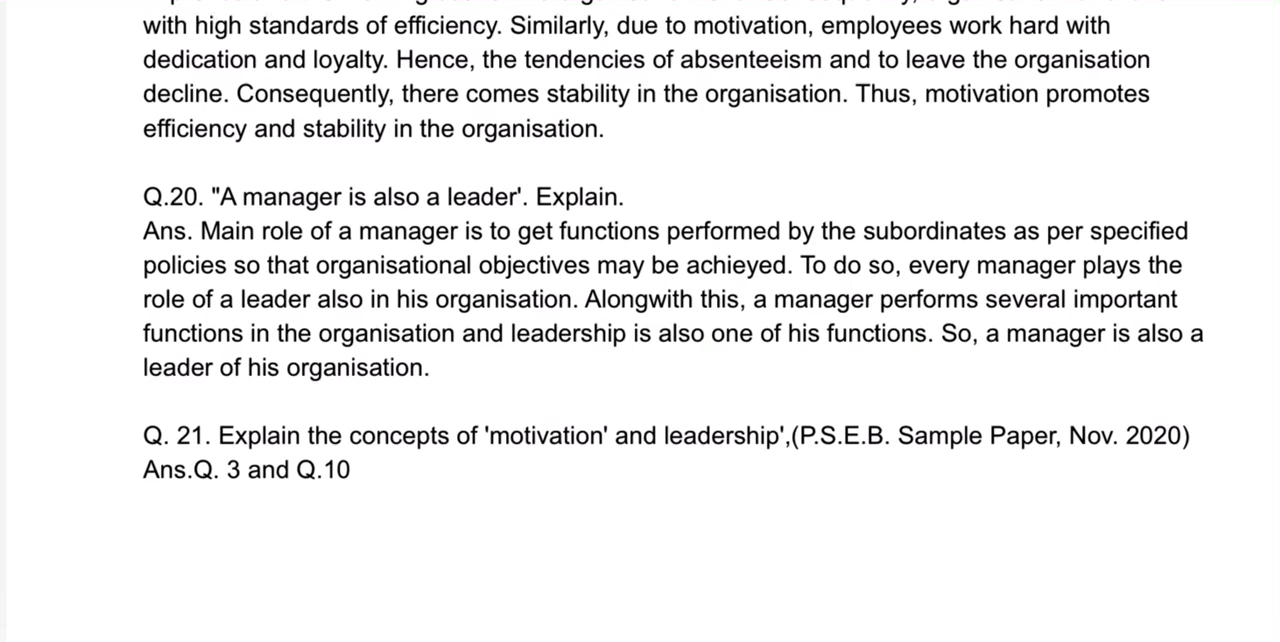 with high standards of efficiency. Similarly, due to motivation, employees work hard with
dedication and loyalty. Hence, the tendencies of absenteeism and to leave the organisation
decline. Consequently, there comes stability in the organisation. Thus, motivation promotes
efficiency and stability in the organisation.
Q.20. "A manager is also a leader'. Explain.
Ans. Main role of a manager is to get functions performed by the subordinates as per specified
policies so that organisational objectives may be achieyed. To do so, every manager plays the
role of a leader also in his organisation. Alongwith this, a manager performs several important
functions in the organisation and leadership is also one of his functions. So, a manager is also a
leader of his organisation.
Q. 21. Explain the concepts of 'motivation' and leadership',(P.S.E.B. Sample Paper, Nov. 2020)
Ans.Q. 3 and Q.10